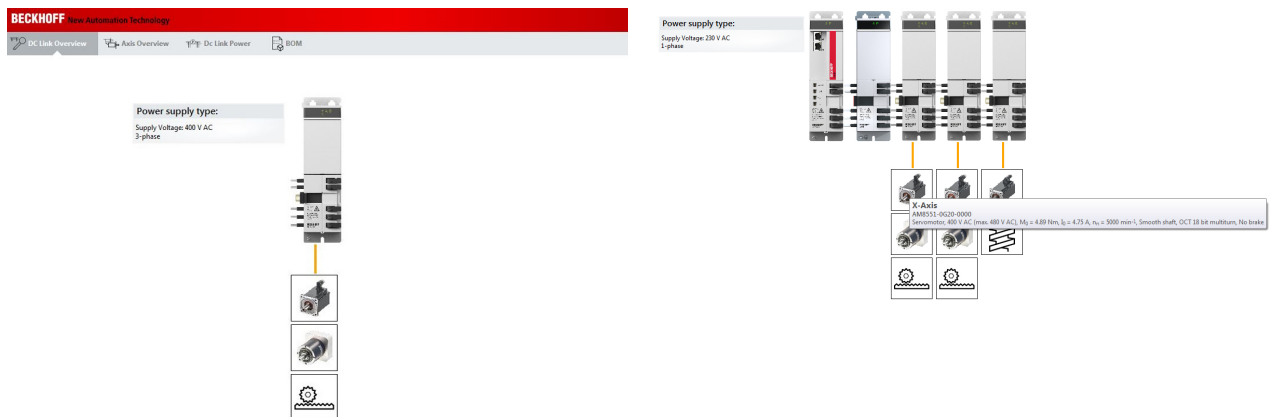 BECKHOFF New Automation Technology
DC Link Overview
Axis Overview
Dc Link Power
BOM
Power supply type:
Supply Voltage: 400 V AC
3-phase
Power supply type:
Supply Voltage: 230 V AC
1-phase
BECKHOFF
X-Axis
AM8551-0G20-0000
Servomotor, 400 V AC (max. 480 V AC), M₀ = 4.89 Nm, I₀ = 4.75 A, nₙ = 5000 min⁻¹, Smooth shaft, OCT 18 bit multiturn, No brake